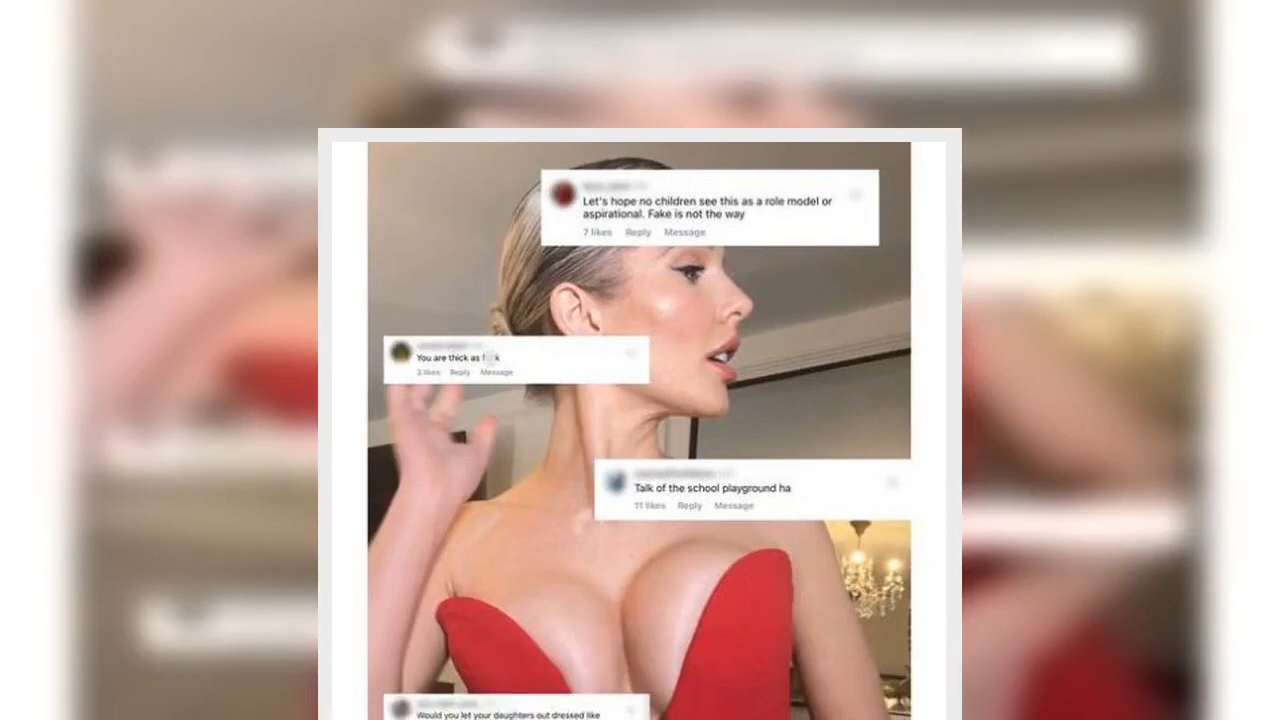 Let's hope no children see this as a role model or
aspirational. Fake is not the way
7 likes Reply Message
You are thick as f k
3 likes Reply Message
Talk of the school playground ha
11 likes Reply Message
Would you let your daughters out dressed like